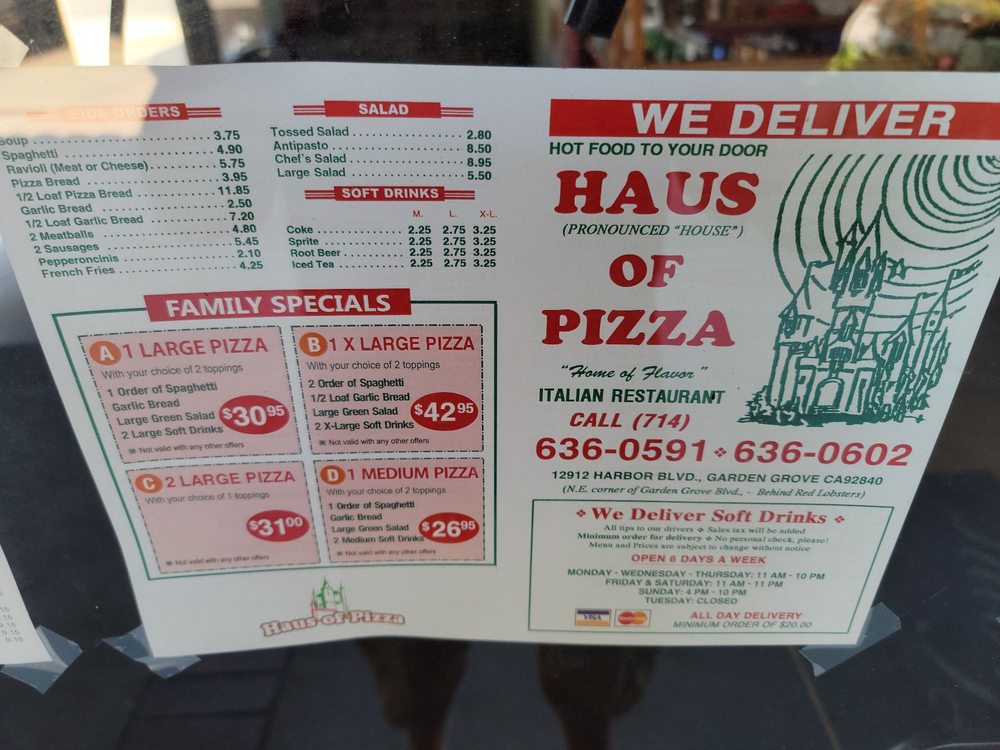 SIDE ORDERS
Soup 3.75
Spaghetti 4.90
Ravioli (Meat or Cheese) 5.75
Pizza Bread 3.95
1/2 Loaf Pizza Bread 11.85
Garlic Bread 2.50
1/2 Loaf Garlic Bread 7.20
2 Meatballs 4.80
2 Sausages 5.45
Pepperoncinis 2.10
French Fries 4.25
SALAD
Tossed Salad 2.80
Antipasto 8.50
Chef's Salad 8.95
Large Salad 5.50
SOFT DRINKS
M. L. X-L.
Coke 2.25 2.75 3.25
Sprite 2.25 2.75 3.25
Root Beer 2.25 2.75 3.25
Iced Tea 2.25 2.75 3.25
FAMILY SPECIALS
A 1 LARGE PIZZA
With your choice of 2 toppings
1 Order of Spaghetti
Garlic Bread
Large Green Salad
2 Large Soft Drinks
$30.95
※ Not valid with any other offers
B 1 X LARGE PIZZA
With your choice of 2 toppings
2 Order of Spaghetti
1/2 Loaf Garlic Bread
Large Green Salad
2 X-Large Soft Drinks
$42.95
※ Not valid with any other offers
C 2 LARGE PIZZA
With your choice of 1 toppings
$31.00
※ Not valid with any other offers
D 1 MEDIUM PIZZA
With your choice of 2 toppings
1 Order of Spaghetti
Garlic Bread
Large Green Salad
2 Medium Soft Drinks
$26.95
※ Not valid with any other offers
Haus of Pizza
WE DELIVER
HOT FOOD TO YOUR DOOR
HAUS
(PRONOUNCED "HOUSE")
OF
PIZZA
"Home of Flavor"
ITALIAN RESTAURANT
CALL (714)
636-0591 ❖ 636-0602
12912 HARBOR BLVD., GARDEN GROVE CA92840
(N.E. corner of Garden Grove Blvd., - Behind Red Lobsters)
❖ We Deliver Soft Drinks ❖
All tips to our drivers ❖ Sales tax will be added
Minimum order for delivery ❖ No personal check, please!
Menu and Prices are subject to change without notice
OPEN 6 DAYS A WEEK
MONDAY - WEDNESDAY - THURSDAY: 11 AM - 10 PM
FRIDAY & SATURDAY: 11 AM - 11 PM
SUNDAY: 4 PM - 10 PM
TUESDAY: CLOSED
VISA MasterCard
ALL DAY DELIVERY
MINIMUM ORDER OF $20.00